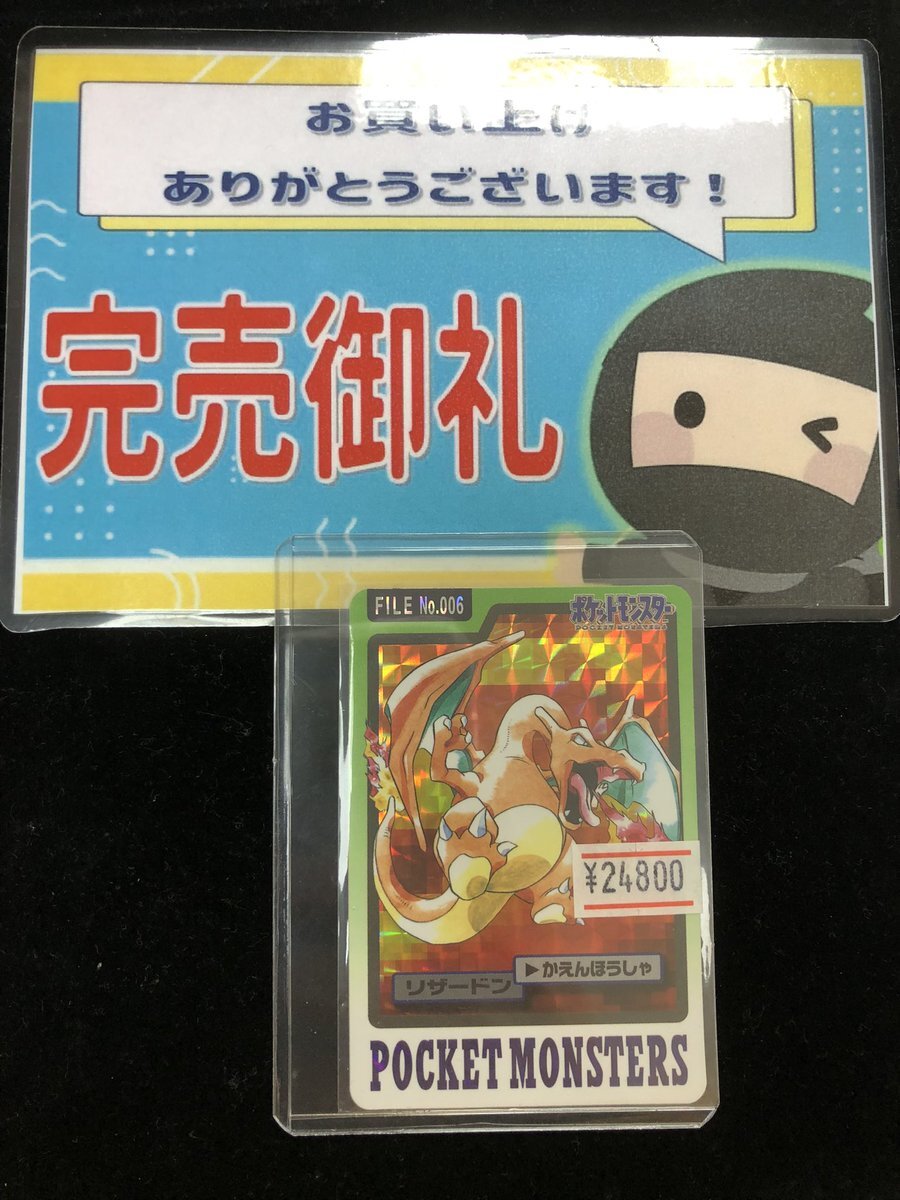 お買い上げ
ありがとうございます！
完売御礼
FILE No.006
ポケットモンスター
POCKET MONSTERS
¥24800
▶かえんほうしゃ
リザードン
POCKET MONSTERS